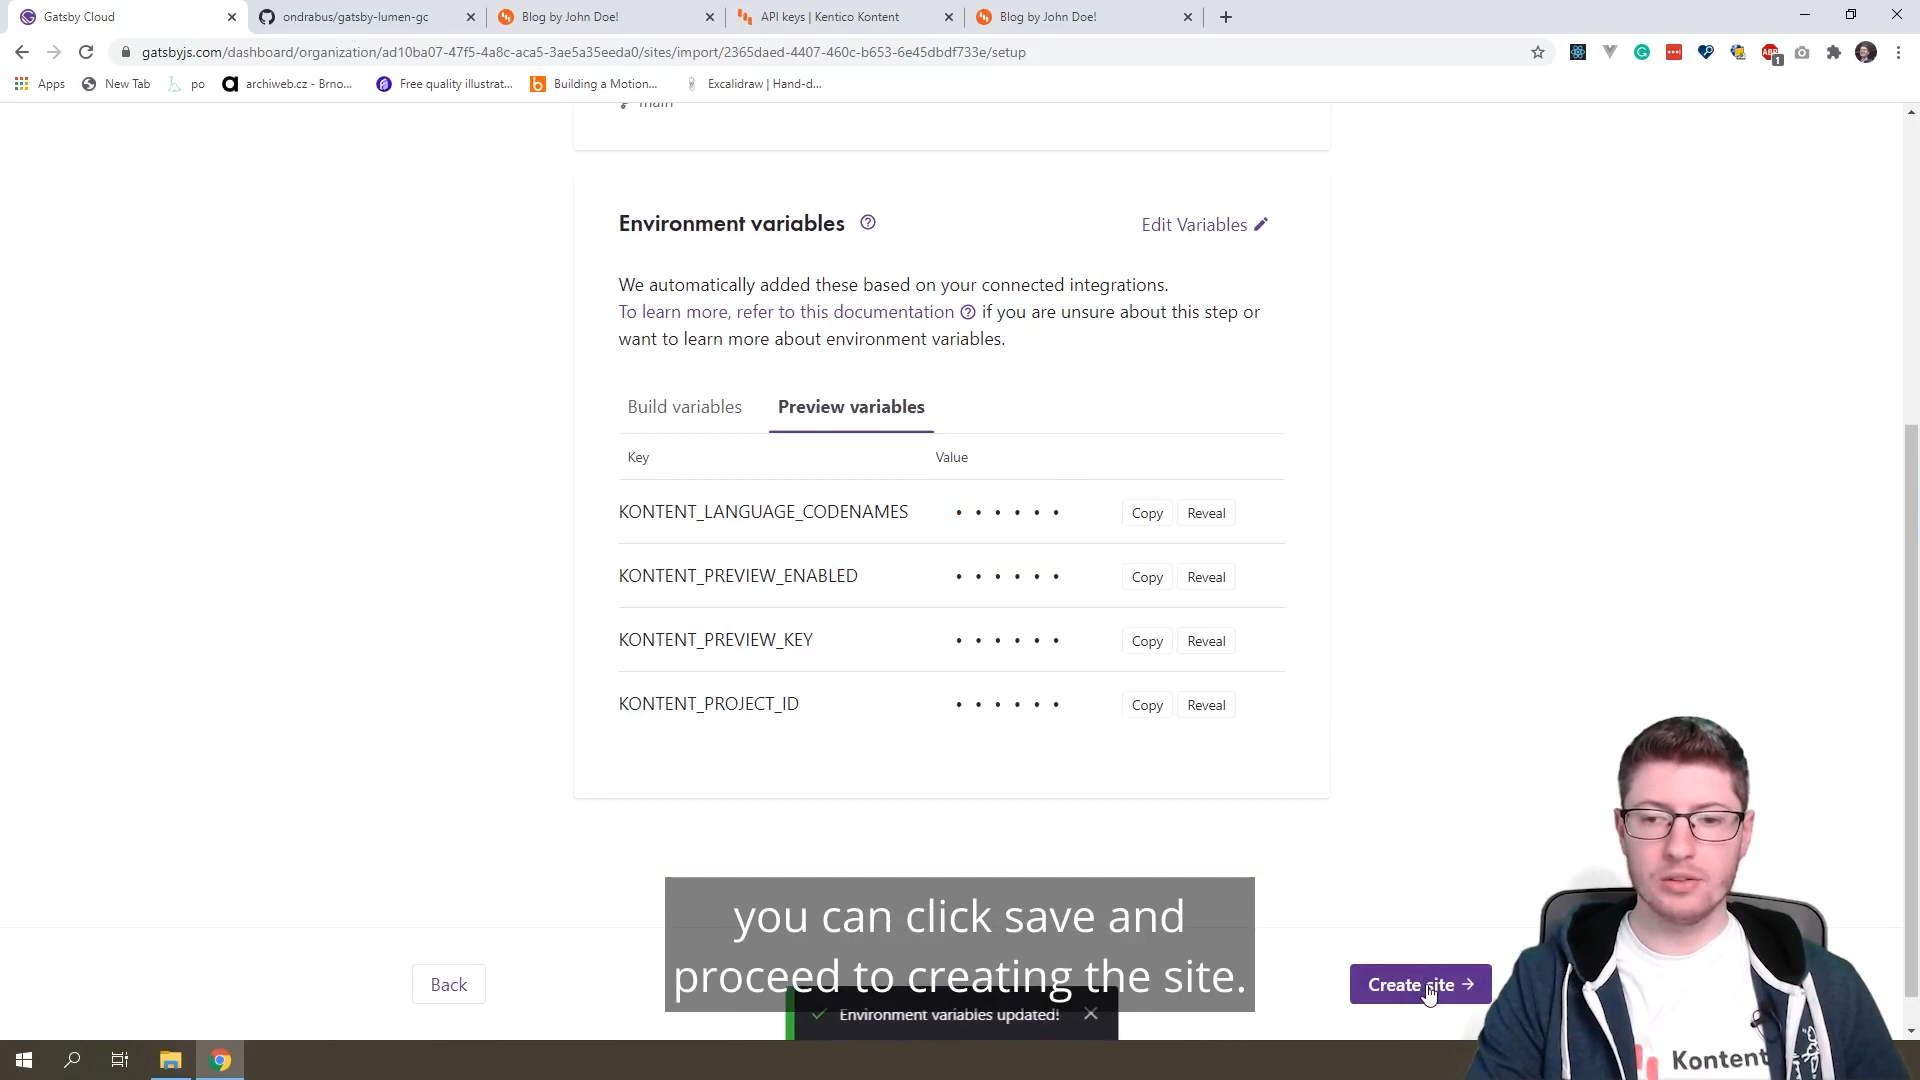 Gatsby Cloud
ondrabus/gatsby-lumen-gc
Blog by John Doe!
API keys | Kentico Kontent
Blog by John Doe!
gatsbyjs.com/dashboard/organization/ad10ba07-47f5-4a8c-aca5-3ae5a35eeda0/sites/import/2365daed-4407-460c-b653-6e45dbdf733e/setup
ABP
1
Apps
New Tab
po
archiweb.cz - Brno...
Free quality illustrat...
Building a Motion...
Excalidraw | Hand-d...
main
Environment variables
Edit Variables
We automatically added these based on your connected integrations.
To learn more, refer to this documentation if you are unsure about this step or
want to learn more about environment variables.
Build variables
Preview variables
Key
Value
KONTENT_LANGUAGE_CODENAMES
Copy
Reveal
KONTENT_PREVIEW_ENABLED
Copy
Reveal
KONTENT_PREVIEW_KEY
Copy
Reveal
KONTENT_PROJECT_ID
Copy
Reveal
you can click save and
proceed to creating the site.
Back
Create site
Environment variables updated!
Kontent